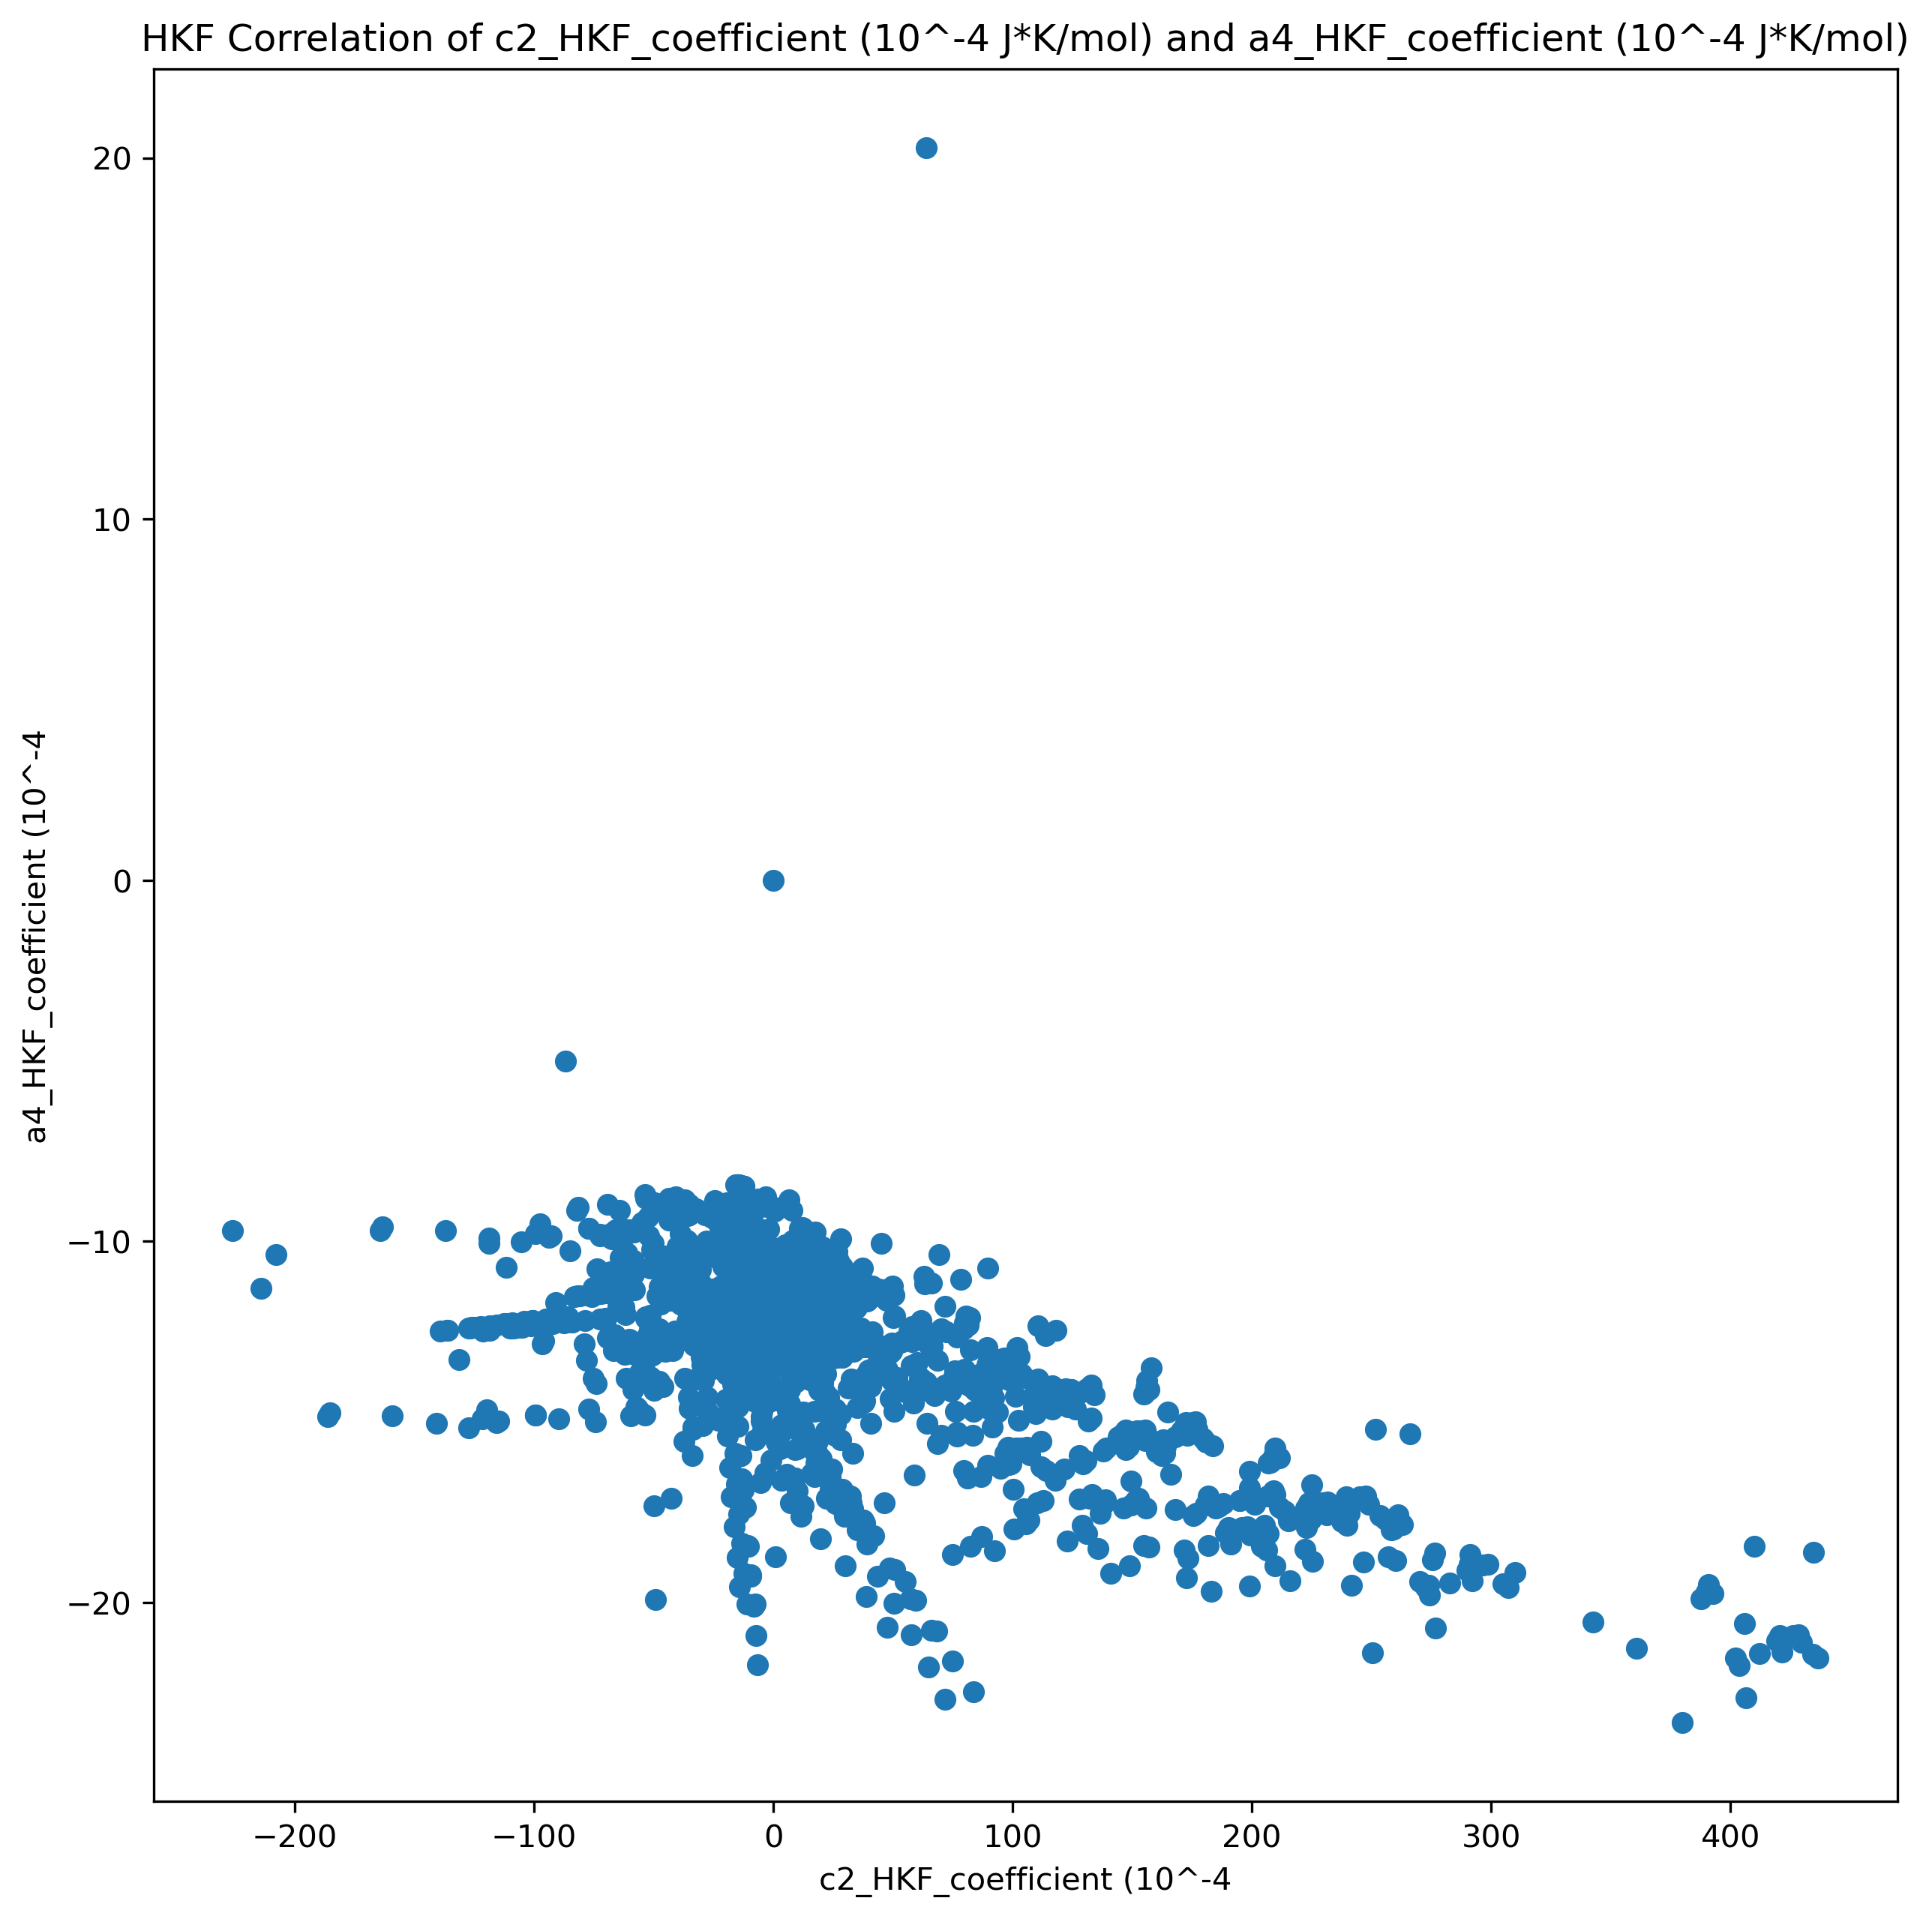 HKF Correlation of c2_HKF_coefficient (10^-4 J*K/mol) and a4_HKF_coefficient (10^-4 J*K/mol)
20
10
0
−10
−20
a4_HKF_coefficient (10^-4
−200 −100 0 100 200 300 400
c2_HKF_coefficient (10^-4